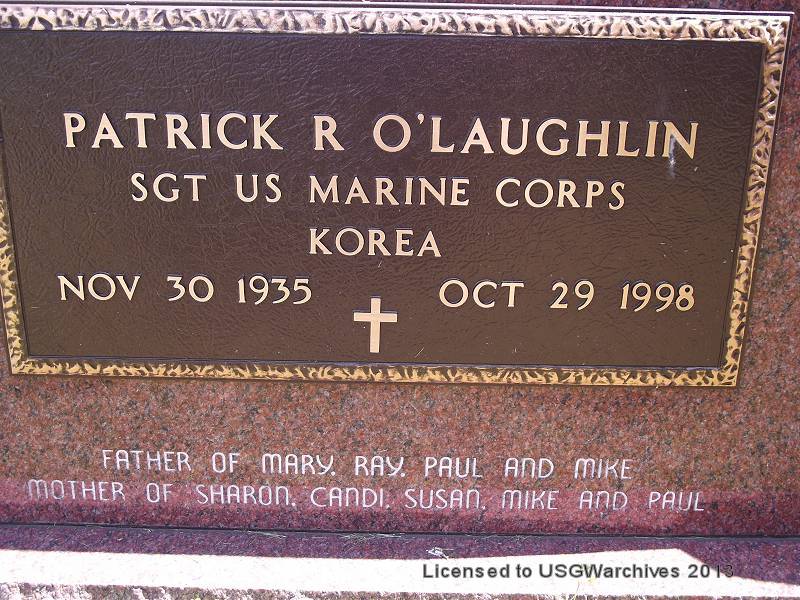 PATRICK R O'LAUGHLIN
SGT US MARINE CORPS
KOREA
NOV 30 1935 OCT 29 1998
FATHER OF MARY, RAY, PAUL AND MIKE
MOTHER OF SHARON, CANDI, SUSAN, MIKE AND PAUL
Licensed to USGWarchives 2013